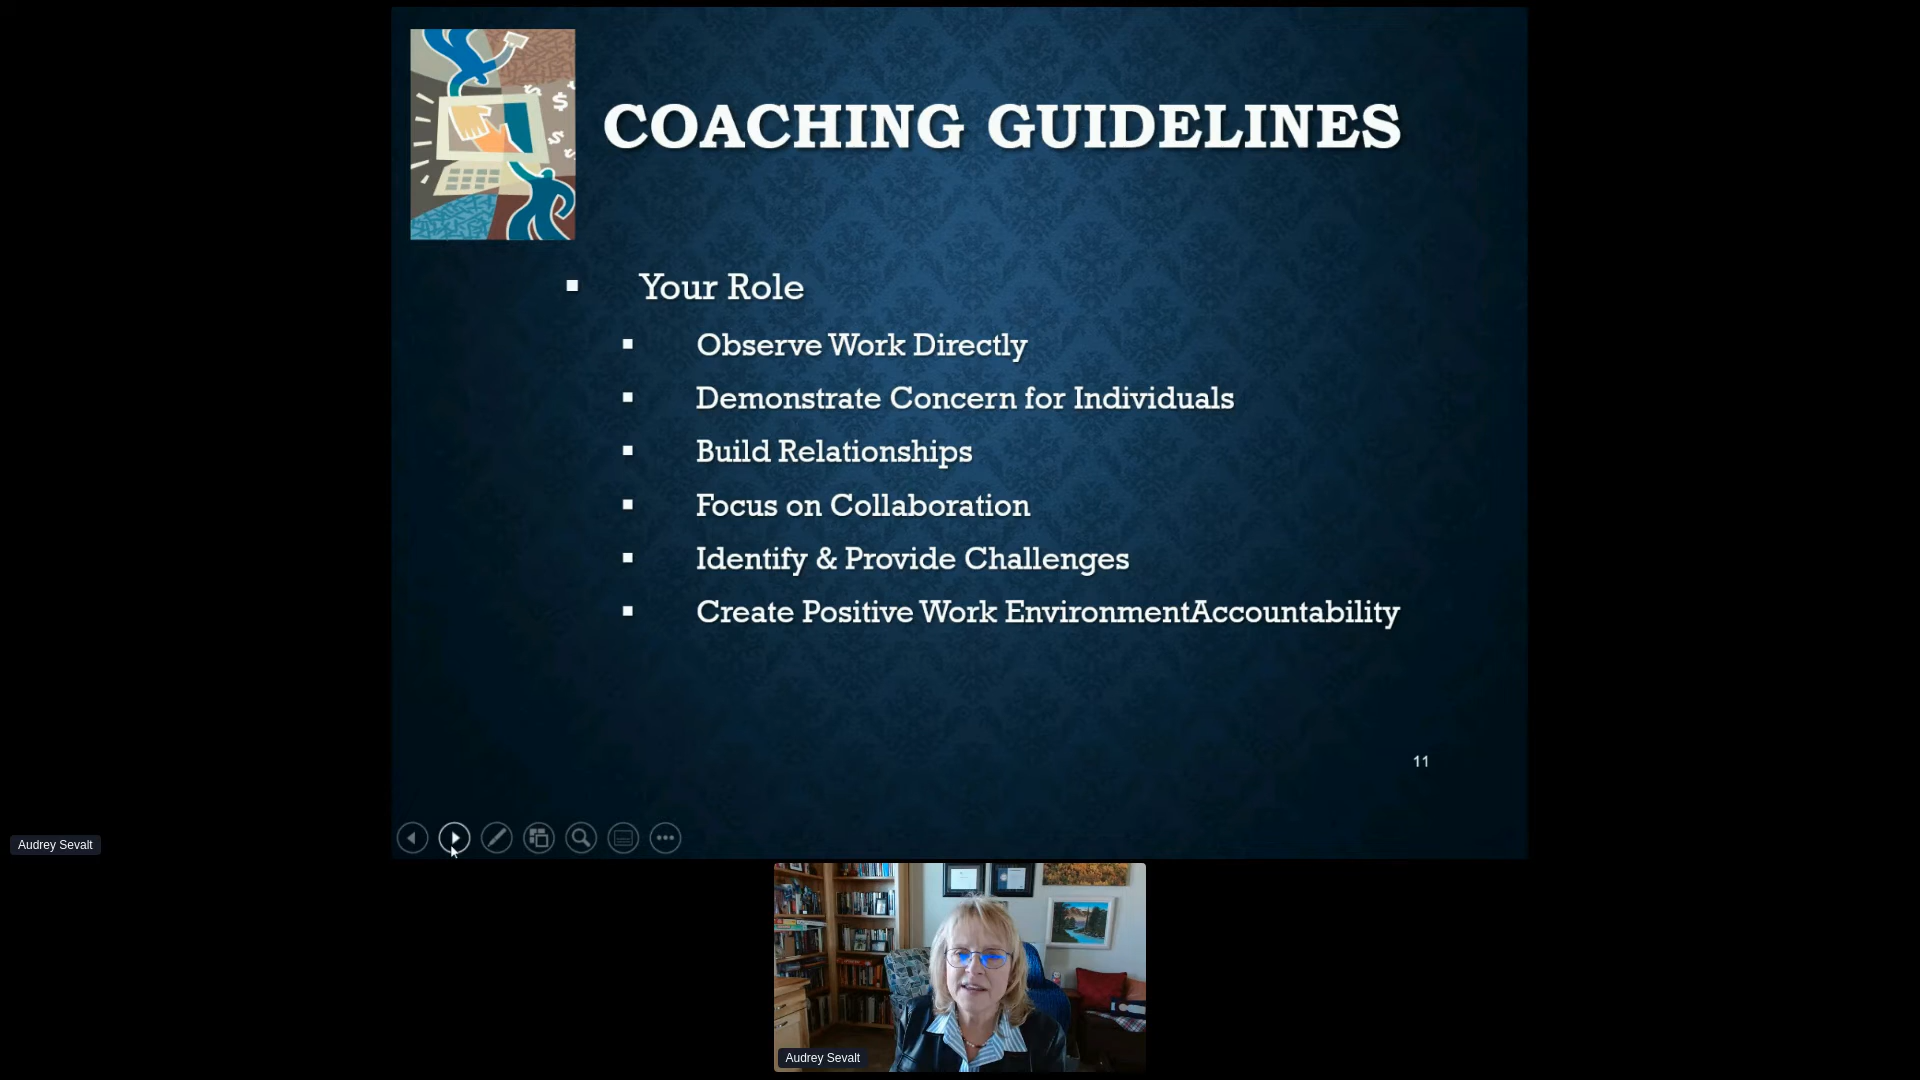 COACHING GUIDELINES
Your Role
Observe Work Directly
Demonstrate Concern for Individuals
Build Relationships
Focus on Collaboration
Identify & Provide Challenges
Create Positive Work EnvironmentAccountability
11
Audrey Sevalt
Audrey Sevalt